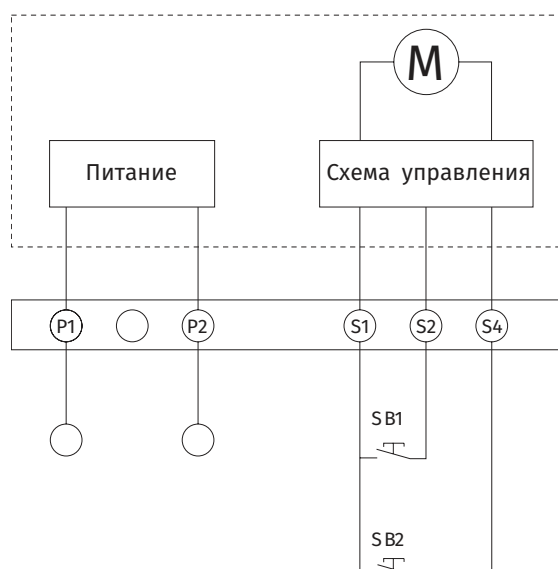 M
Питание
Схема управления
P1 P2 S1 S2 S4
SB1
SB2